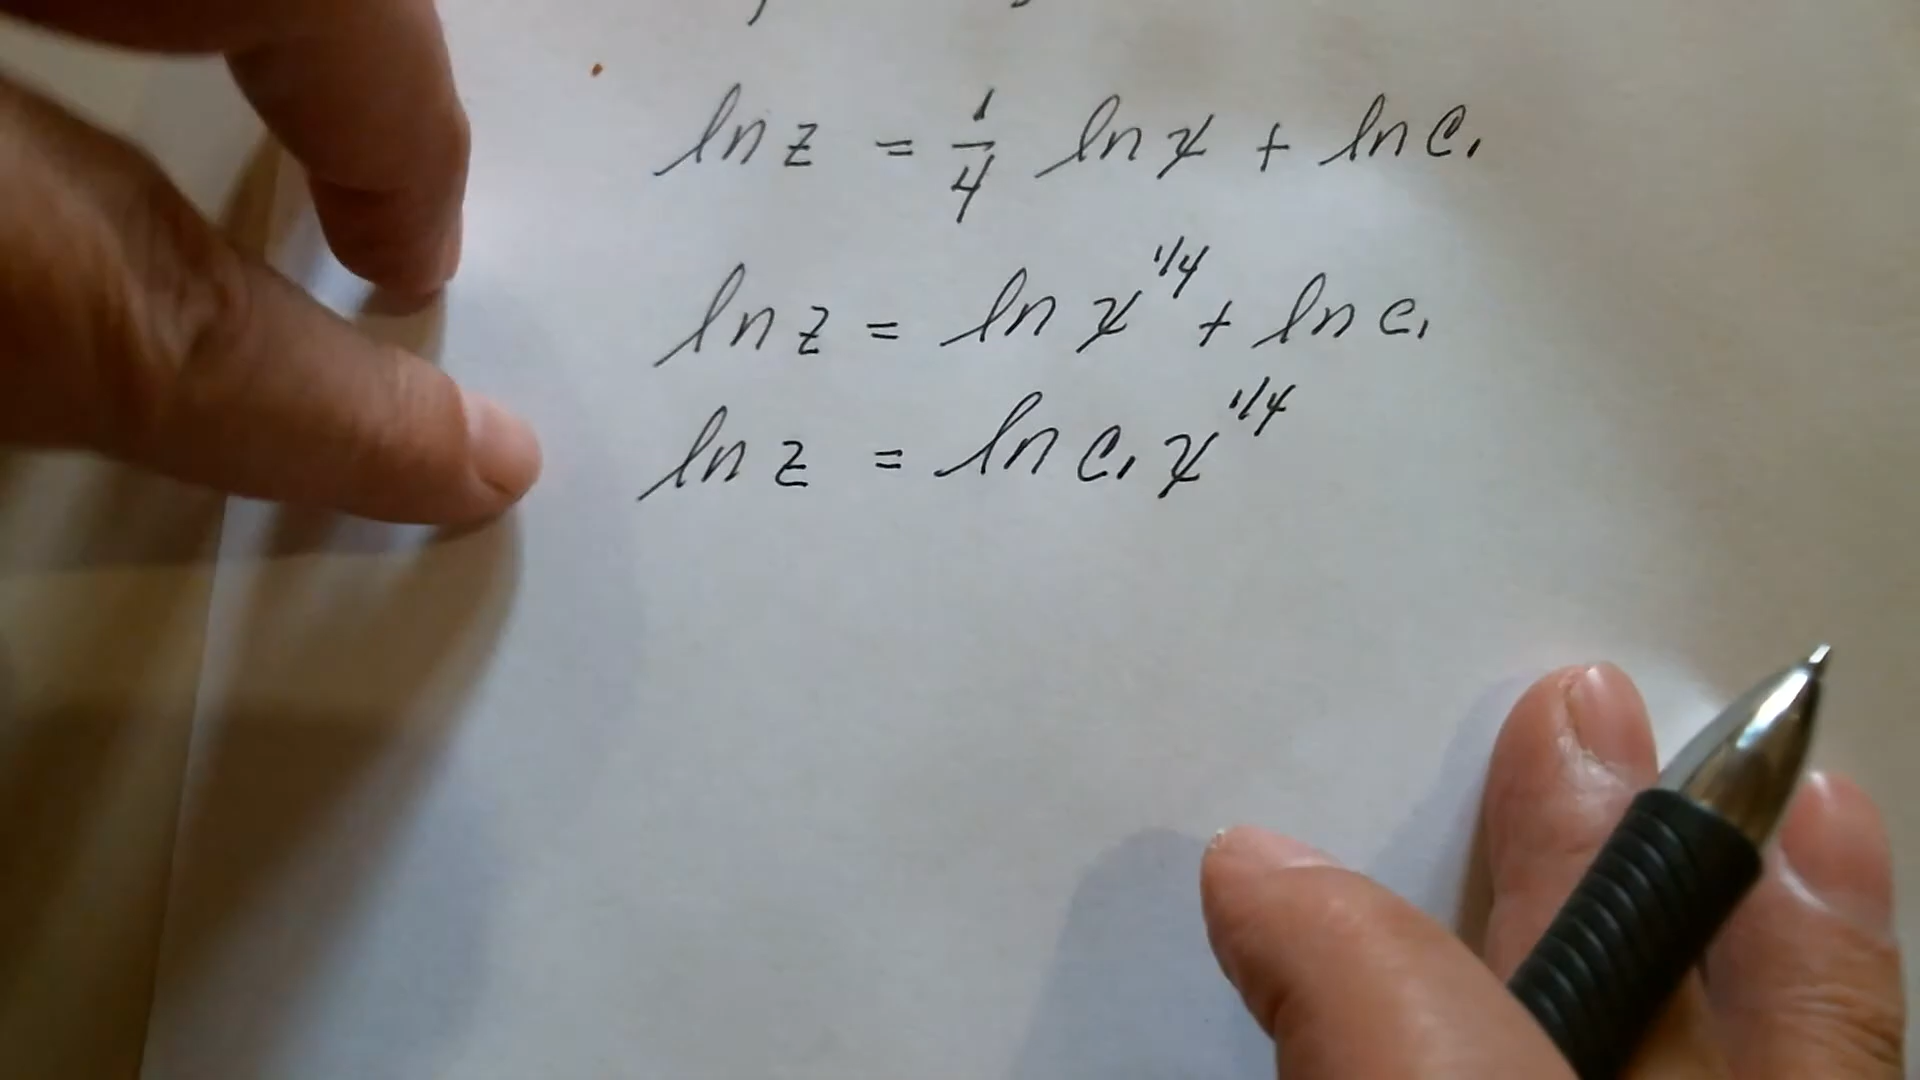 ln z = 1/4 ln x + ln c₁
ln z = ln x^1/4 + ln c₁
ln z = ln c₁ x^1/4